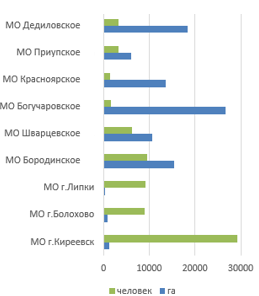 МО Дедиловское
МО Приупское
МО Красноярское
МО Богучаровское
МО Шварцевское
МО Бородинское
МО г.Липки
МО г.Болохово
МО г.Киреевск
0 10000 20000 30000
человек га